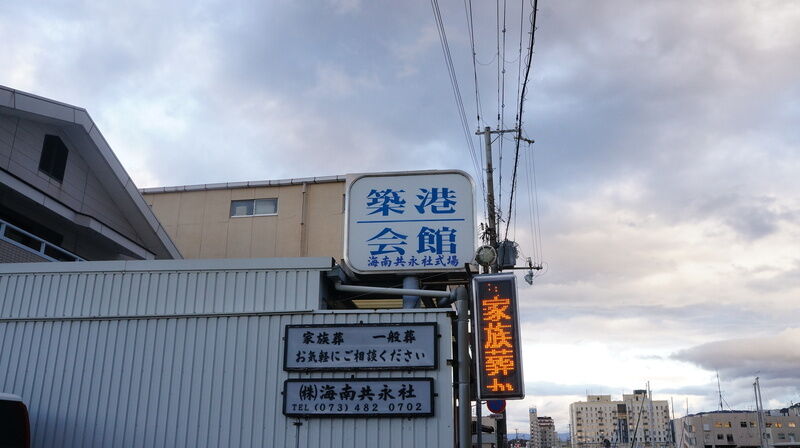 築港
会館
海南共永社式場
家族葬か
家族葬 一般葬
お気軽にご相談ください
(株)海南共永社
TEL (073) 482 0702